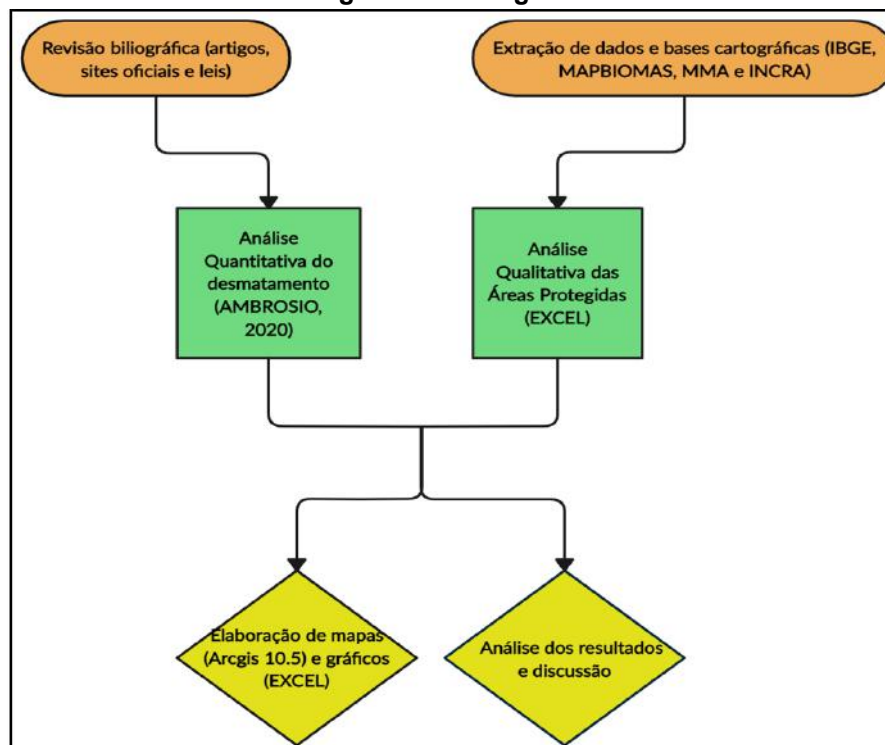 Revisão biliográfica (artigos,
sites oficiais e leis)
Extração de dados e bases cartográficas (IBGE,
MAPBIOMAS, MMA e INCRA)
Análise
Quantitativa do
desmatamento
(AMBROSIO,
2020)
Análise
Qualitativa das
Áreas Protegidas
(EXCEL)
Elaboração de mapas
(Arcgis 10.5) e gráficos
(EXCEL)
Análise dos resultados
e discussão